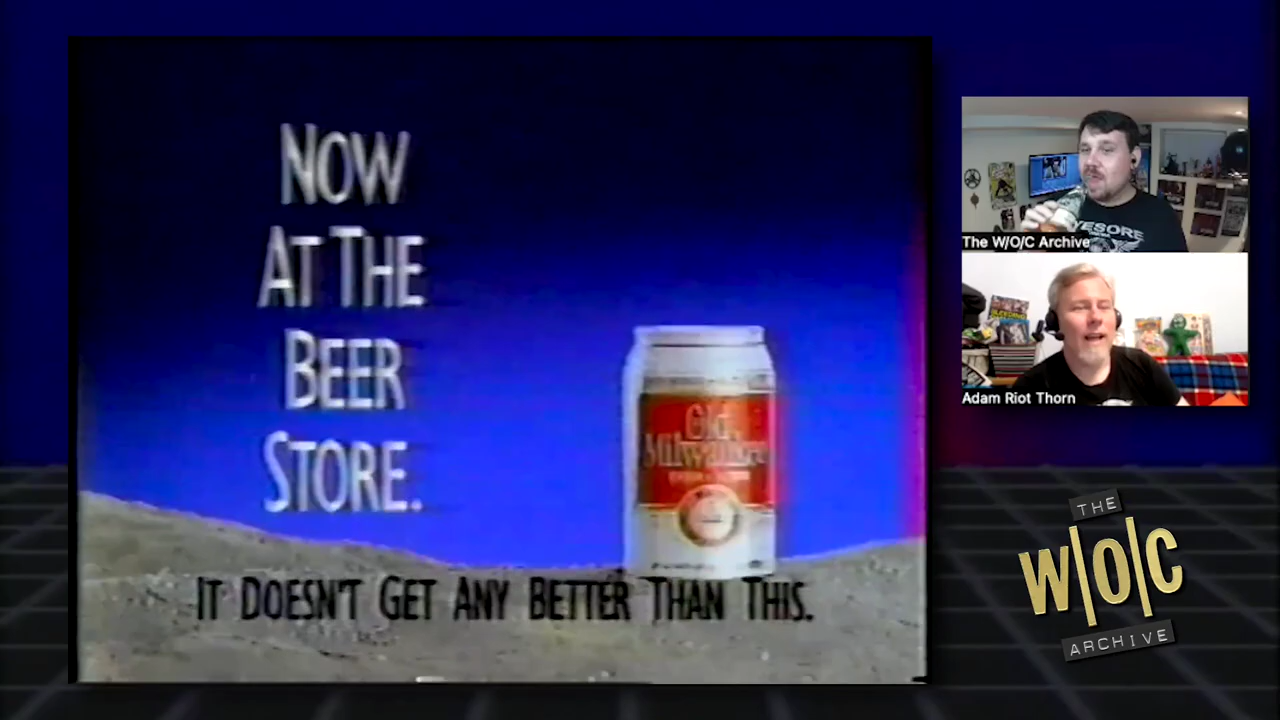 NOW
AT THE
BEER
STORE.
Old
Milwaukee
IT DOESN'T GET ANY BETTER THAN THIS.
YESORE
The W/O/C Archive
Adam Riot Thorn
THE
W|O|C
ARCHIVE